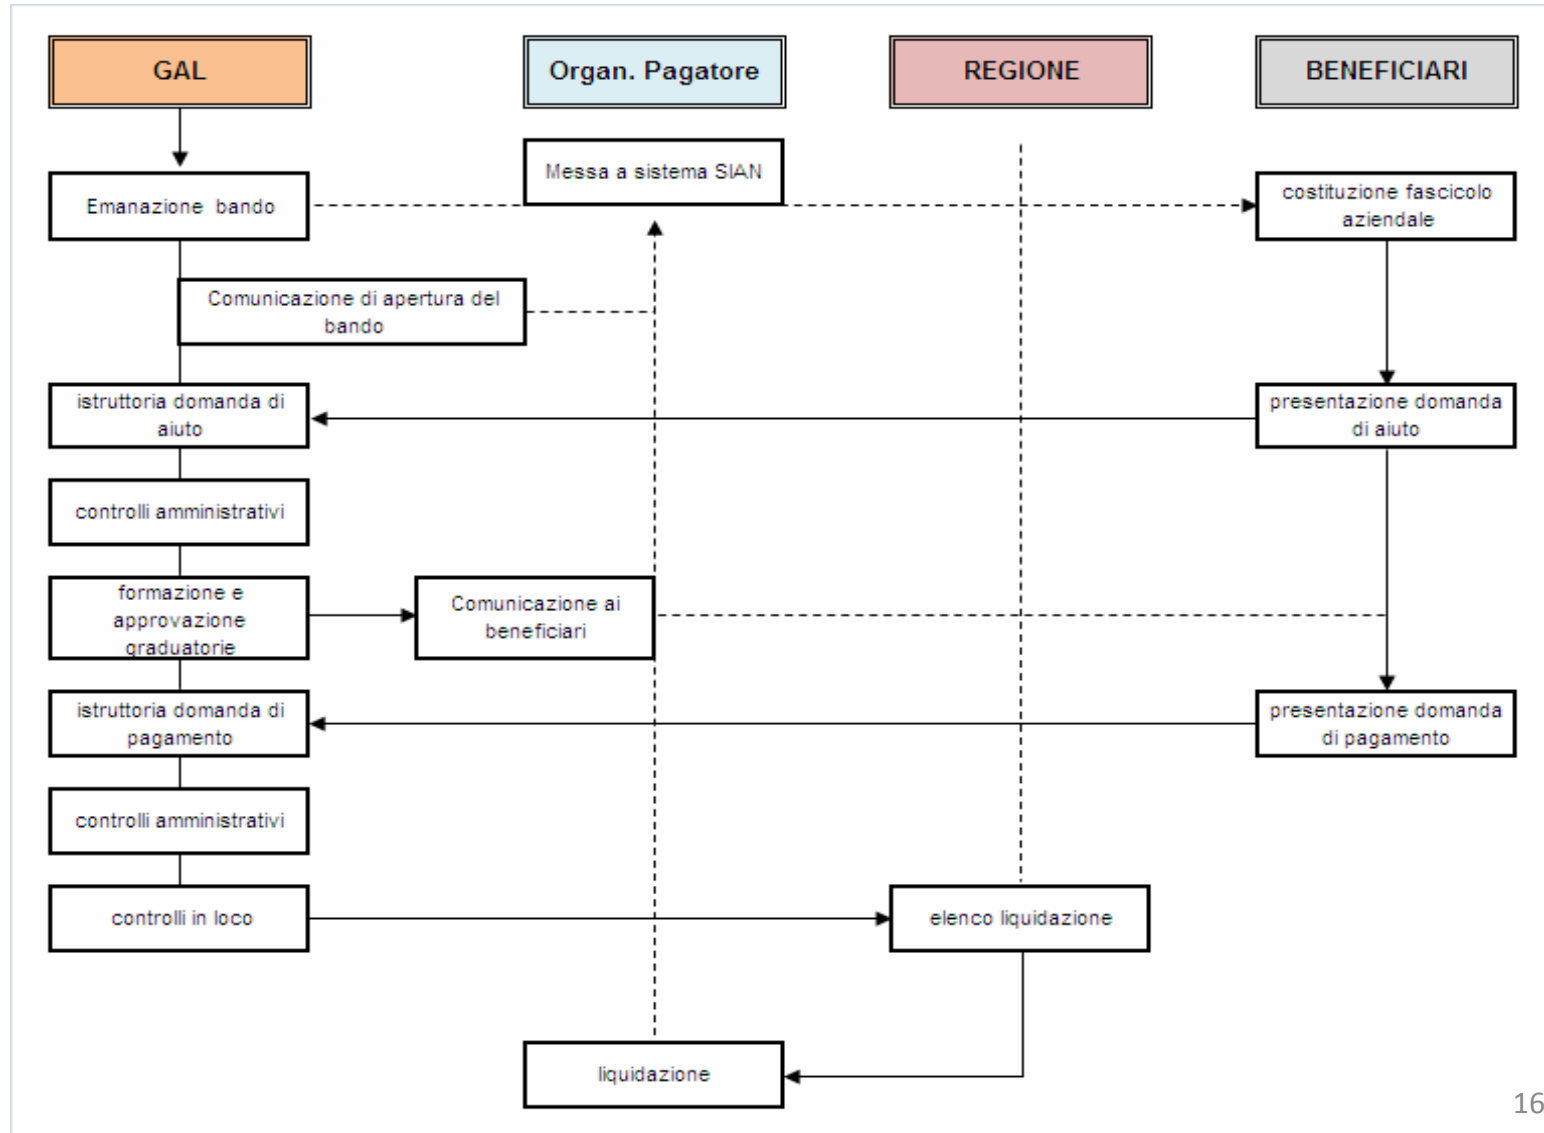 GAL
Organ. Pagatore
REGIONE
BENEFICIARI
Messa a sistema SIAN
Emanazione bando
costituzione fascicolo
aziendale
Comunicazione di apertura del
bando
istruttoria domanda di
aiuto
presentazione domanda
di aiuto
controlli amministrativi
formazione e
approvazione
graduatorie
Comunicazione ai
beneficiari
istruttoria domanda di
pagamento
presentazione domanda
di pagamento
controlli amministrativi
controlli in loco
elenco liquidazione
liquidazione
16